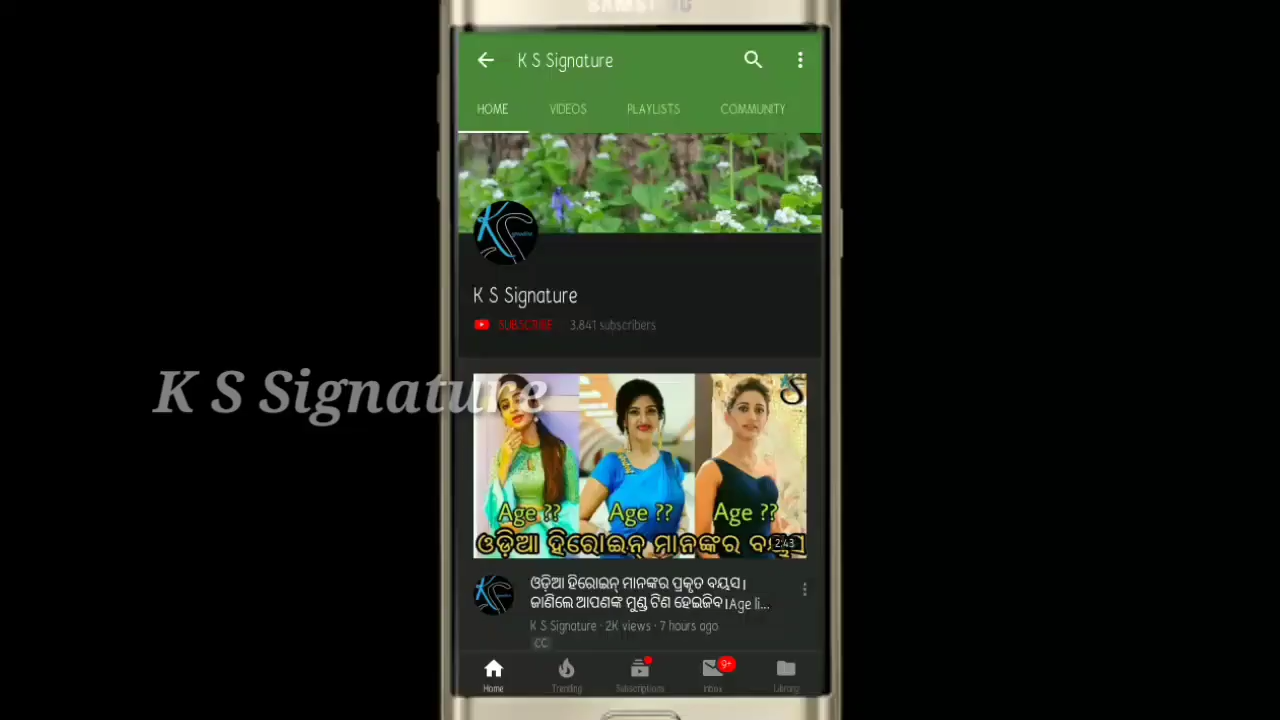 SAMSUNG
K S Signature
HOME VIDEOS PLAYLISTS COMMUNITY
K S Signature
SUBSCRIBE 3,841 subscribers
K S Signature
Age ?? Age ?? Age ??
ଓଡ଼ିଆ ହିରୋଇନ୍ ମାନଙ୍କର ବୟସ
2:43
ଓଡ଼ିଆ ହିରୋଇନ୍ ମାନଙ୍କର ପ୍ରକୃତ ବୟସ।
ଜାଣିଲେ ଆପଣଙ୍କ ମୁଣ୍ଡ ଟିଣ ହେଇଜିବ।Age li...
K S Signature · 2K views · 7 hours ago
CC
9+
Home Trending Subscriptions Inbox Library